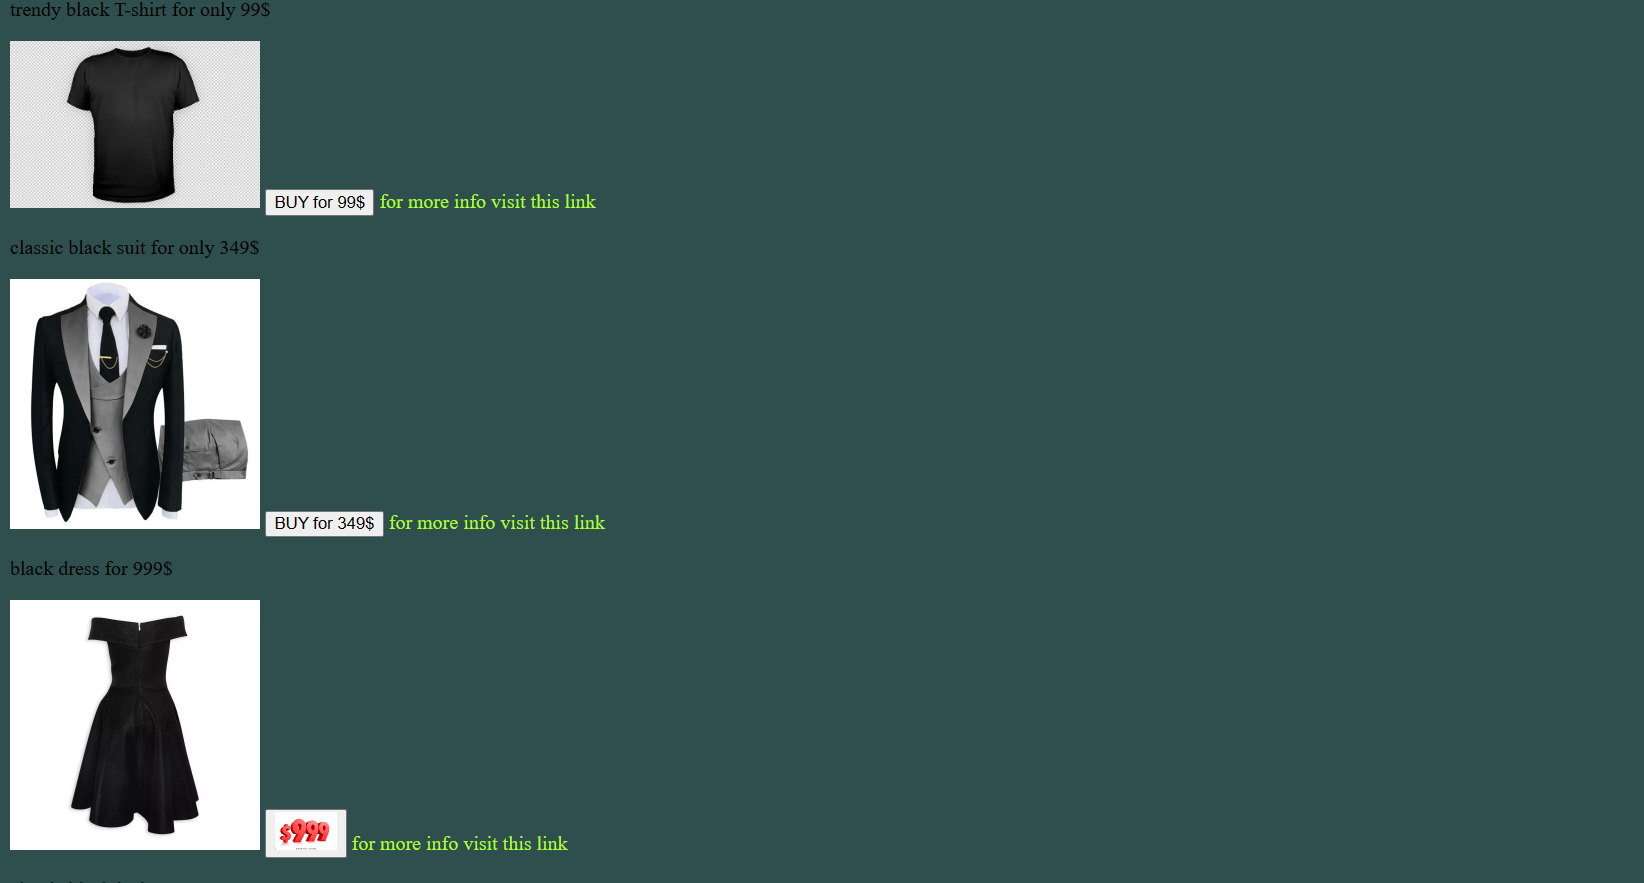 trendy black T-shirt for only 99$
BUY for 99$ for more info visit this link
classic black suit for only 349$
BUY for 349$ for more info visit this link
black dress for 999$
$999 for more info visit this link